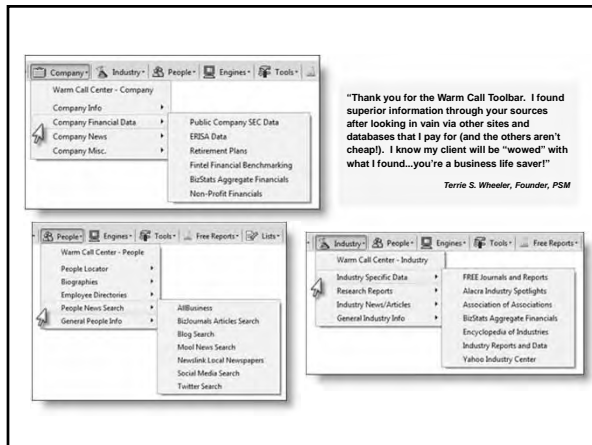 Company Industry People Engines Tools
Warm Call Center - Company
Company Info
Company Financial Data
Company News
Company Misc.
Public Company SEC Data
ERISA Data
Retirement Plans
Fintel Financial Benchmarking
BizStats Aggregate Financials
Non-Profit Financials
"Thank you for the Warm Call Toolbar. I found
superior information through your sources
after looking in vain via other sites and
databases that I pay for (and the others aren't
cheap!). I know my client will be "wowed" with
what I found...you're a business life saver!"
Terrie S. Wheeler, Founder, PSM
People Engines Tools Free Reports Lists
Warm Call Center - People
People Locator
Biographies
Employee Directories
People News Search
General People Info
AllBusiness
BizJournals Articles Search
Blog Search
Mool News Search
Newslink Local Newspapers
Social Media Search
Twitter Search
Industry People Engines Tools Free Reports
Warm Call Center - Industry
Industry Specific Data
Research Reports
Industry News/Articles
General Industry Info
FREE Journals and Reports
Alacra Industry Spotlights
Association of Associations
BizStats Aggregate Financials
Encyclopedia of Industries
Industry Reports and Data
Yahoo Industry Center